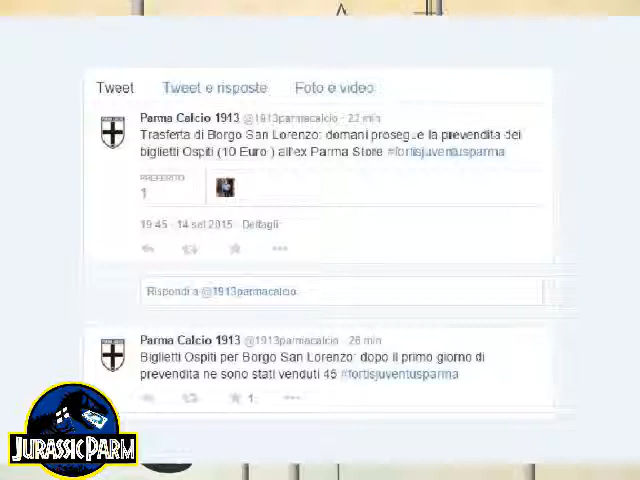 Tweet Tweet e risposte Foto e video
Parma Calcio 1913 @1913parmacalcio · 22 min
Trasferta di Borgo San Lorenzo: domani prosegue la prevendita dei
biglietti Ospiti (10 Euro ) all'ex Parma Store #fortisjuventusparma
PREFERITO
1
19:45 - 14 set 2015 · Dettagli
Rispondi a @1913parmacalcio
Parma Calcio 1913 @1913parmacalcio · 26 min
Biglietti Ospiti per Borgo San Lorenzo: dopo il primo giorno di
prevendita ne sono stati venduti 45 #fortisjuventusparma
1
JURASSIC PARM